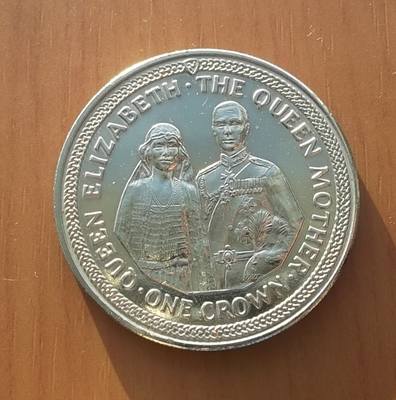 QUEEN ELIZABETH · THE QUEEN MOTHER ·
· ONE CROWN ·